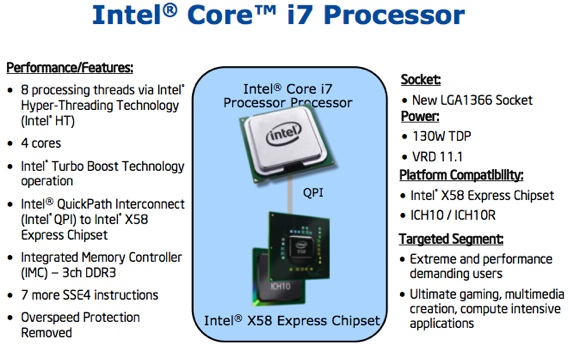 Intel® Core™ i7 Processor
Performance/Features:
• 8 processing threads via Intel®
Hyper-Threading Technology
(Intel® HT)
• 4 cores
• Intel® Turbo Boost Technology
operation
• Intel® QuickPath Interconnect
(Intel® QPI) to Intel® X58
Express Chipset
• Integrated Memory Controller
(IMC) – 3ch DDR3
• 7 more SSE4 instructions
• Overspeed Protection
Removed
Intel® Core i7
Processor Processor
intel
QPI
ICH10
Intel® X58 Express Chipset
Socket:
• New LGA1366 Socket
Power:
• 130W TDP
• VRD 11.1
Platform Compatibility:
• Intel® X58 Express Chipset
• ICH10 / ICH10R
Targeted Segment:
• Extreme and performance
demanding users
• Ultimate gaming, multimedia
creation, compute intensive
applications